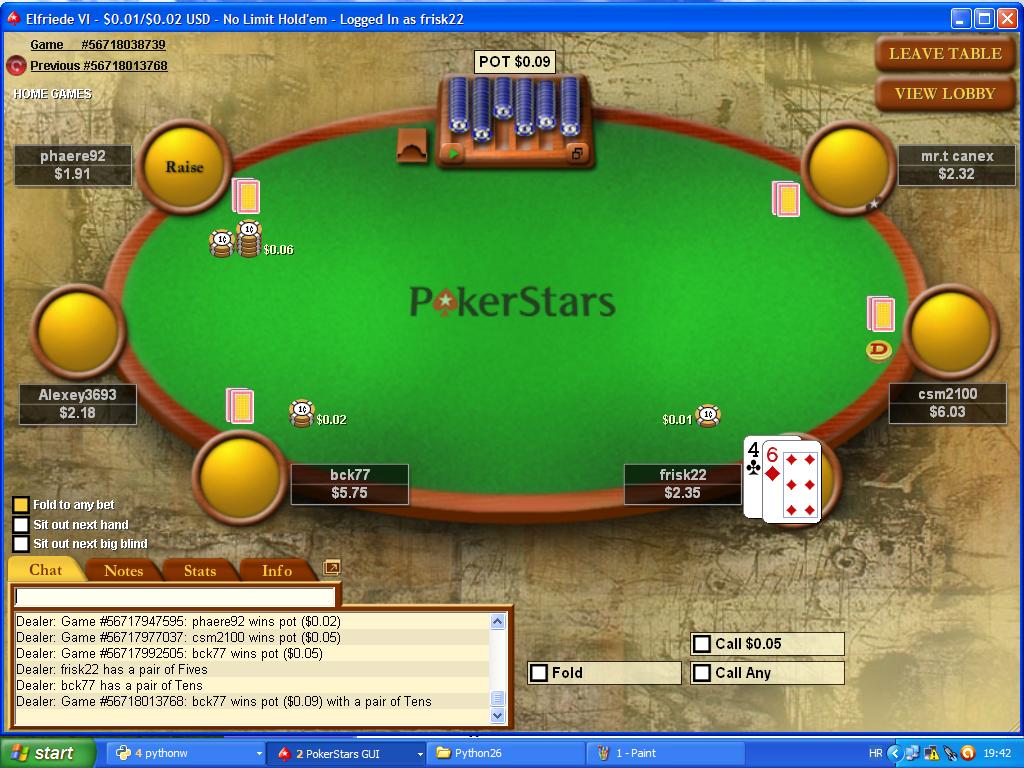 Elfriede VI - $0.01/$0.02 USD - No Limit Hold'em - Logged In as frisk22
Game #56718038739
Previous #56718013768
HOME GAMES
POT $0.09
LEAVE TABLE
VIEW LOBBY
phaere92
$1.91
Raise
mr.t canex
$2.32
1¢ 1¢ $0.06
PokerStars
D
Alexey3693
$2.18
csm2100
$6.03
1¢ $0.02
$0.01 1¢
bck77
$5.75
frisk22
$2.35
4 6
Fold to any bet
Sit out next hand
Sit out next big blind
Chat Notes Stats Info
Dealer: Game #56717947595: phaere92 wins pot ($0.02)
Dealer: Game #56717977037: csm2100 wins pot ($0.05)
Dealer: Game #56717992505: bck77 wins pot ($0.05)
Dealer: frisk22 has a pair of Fives
Dealer: bck77 has a pair of Tens
Dealer: Game #56718013768: bck77 wins pot ($0.09) with a pair of Tens
Call $0.05
Fold
Call Any
start
4 pythonw
2 PokerStars GUI
Python26
1 - Paint
HR
19:42